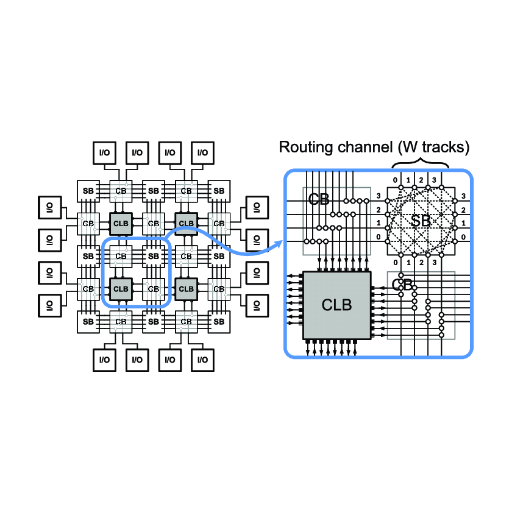 I/O I/O I/O I/O
Routing channel (W tracks)
0 1 2 3
I/O SB CB SB CB SB I/O
CB
3 SB 3
2 2
1 1
0 0
CB CLB CB CLB CB
I/O I/O
SB CB SB CB SB
0 1 2 3
I/O I/O
CB CLB CB CLB CB
CLB CB
I/O I/O
SB CB SB CB SB
I/O I/O I/O I/O